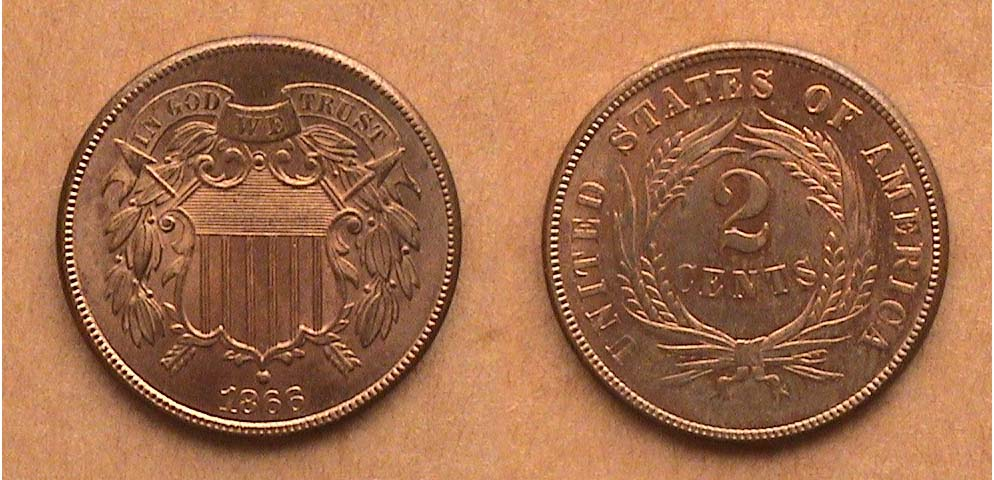 IN GOD WE TRUST
1866
UNITED STATES OF AMERICA
2
CENTS